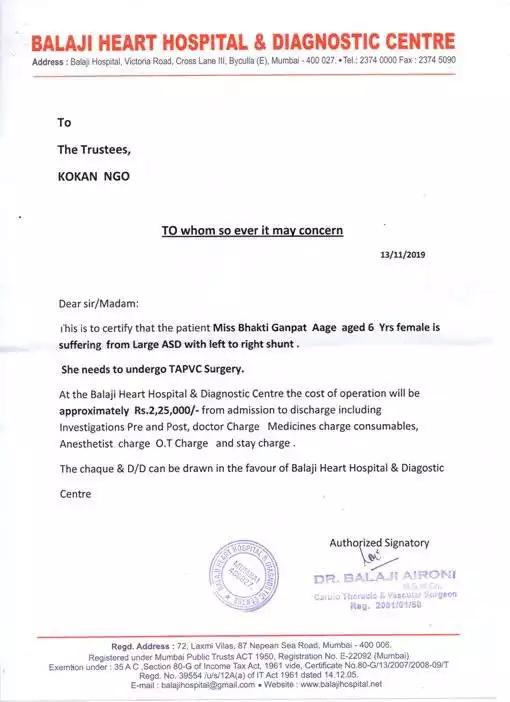 BALAJI HEART HOSPITAL & DIAGNOSTIC CENTRE
Address : Balaji Hospital, Victoria Road, Cross Lane III, Byculla (E), Mumbai - 400 027. • Tel.: 2374 0000 Fax : 2374 5090
To
The Trustees,
KOKAN NGO
TO whom so ever it may concern
13/11/2019
Dear sir/Madam:
This is to certify that the patient Miss Bhakti Ganpat Aage aged 6 Yrs female is
suffering from Large ASD with left to right shunt .
She needs to undergo TAPVC Surgery.
At the Balaji Heart Hospital & Diagnostic Centre the cost of operation will be
approximately Rs.2,25,000/- from admission to discharge including
Investigations Pre and Post, doctor Charge Medicines charge consumables,
Anesthetist charge O.T Charge and stay charge .
The chaque & D/D can be drawn in the favour of Balaji Heart Hospital & Diagostic
Centre
BALAJI HEART HOSPITAL & DIAGNOSTIC CENTRE
MUMBAI
400027
Authorized Signatory
DR. BALAJI AIRONI
Cardio Thoracic & Vascular Surgeon
Reg. 2001/01/50
Regd. Address : 72, Laxmi Vilas, 87 Nepean Sea Road, Mumbai - 400 006.
Registered under Mumbai Public Trusts ACT 1950, Registration No. E-22092 (Mumbai)
Exemtion under : 35 A C ,Section 80-G of Income Tax Act, 1961 vide, Certificate No.80-G/13/2007/2008-09/T
Regd. No. 39554 /u/s/12A(a) of IT Act 1961 dated 14.12.05.
E-mail : balajihospital@gmail.com • Website : www.balajihospital.net